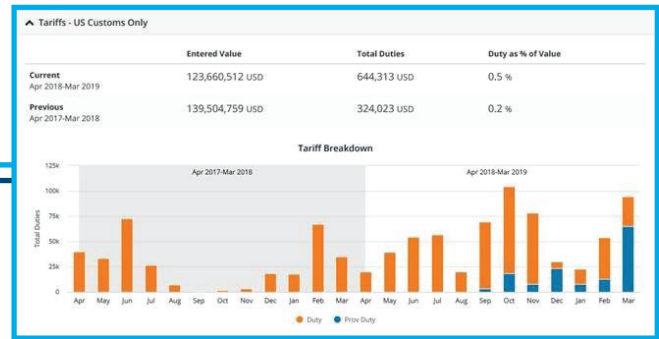 Tariffs - US Customs Only
Entered Value Total Duties Duty as % of Value
Current 123,660,512 USD 644,313 USD 0.5 %
Apr 2018-Mar 2019
Previous 139,504,759 USD 324,023 USD 0.2 %
Apr 2017-Mar 2018
Tariff Breakdown
125k
Apr 2017-Mar 2018 Apr 2018-Mar 2019
100k
75k
Total Duties
50k
25k
0
Apr May Jun Jul Aug Sep Oct Nov Dec Jan Feb Mar Apr May Jun Jul Aug Sep Oct Nov Dec Jan Feb Mar
Duty Prov Duty